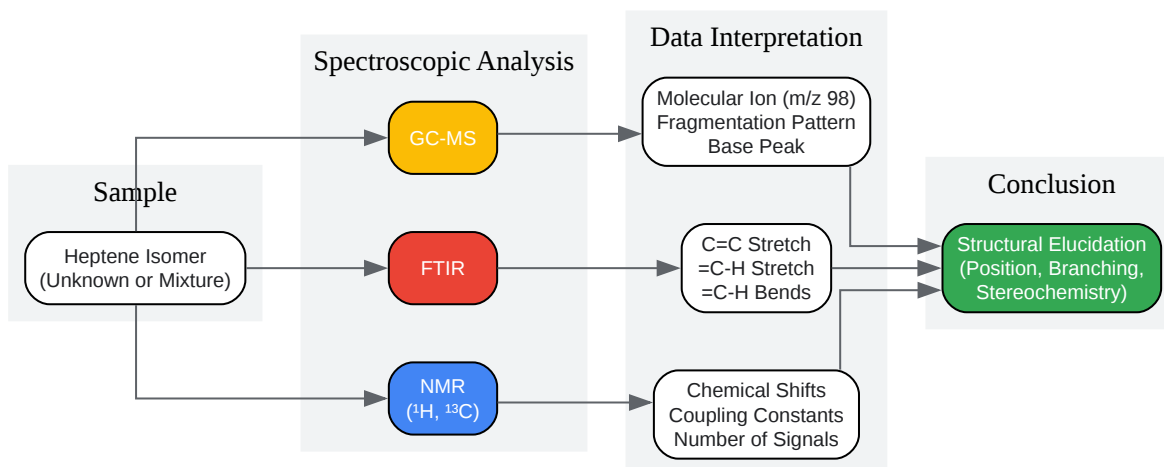 Sample
Heptene Isomer
(Unknown or Mixture)
Spectroscopic Analysis
GC-MS
FTIR
NMR
(¹H, ¹³C)
Data Interpretation
Molecular Ion (m/z 98)
Fragmentation Pattern
Base Peak
C=C Stretch
=C-H Stretch
=C-H Bends
Chemical Shifts
Coupling Constants
Number of Signals
Conclusion
Structural Elucidation
(Position, Branching,
Stereochemistry)